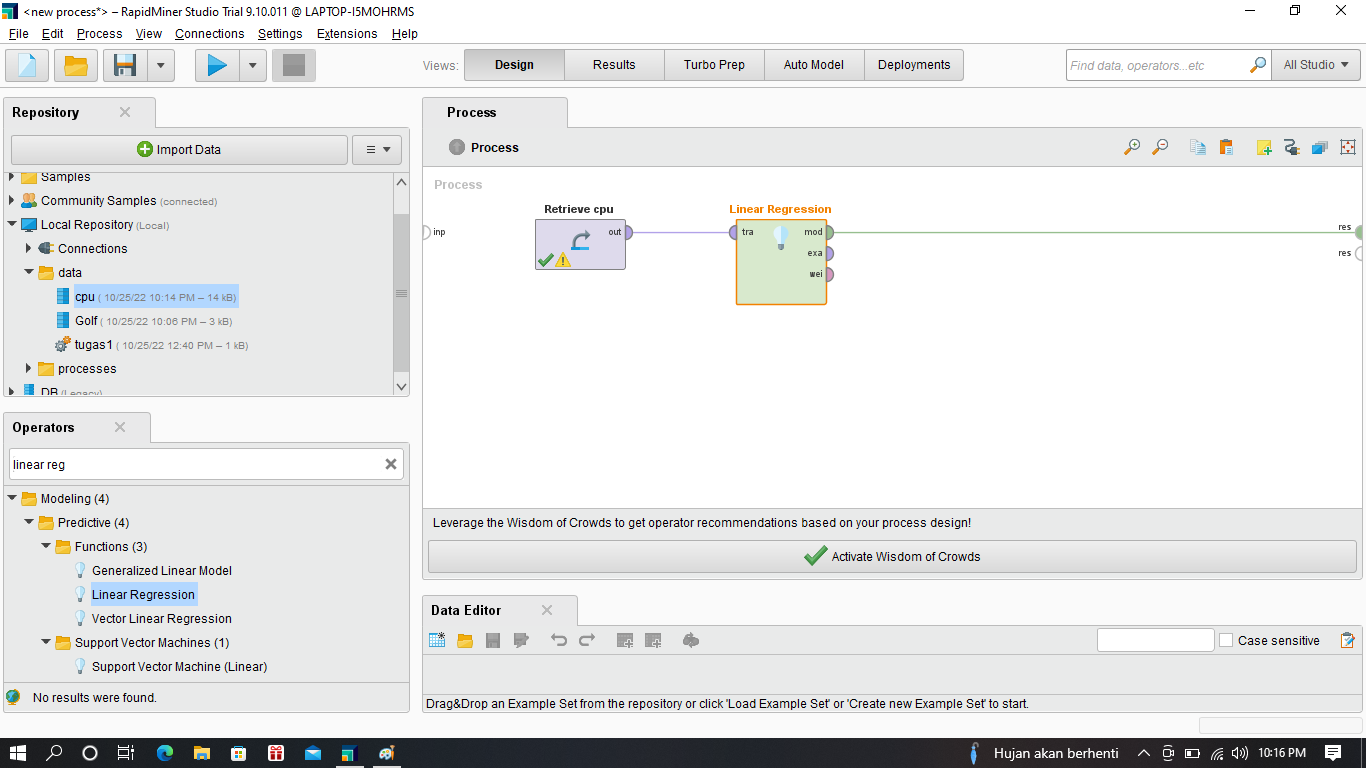 <new process*> – RapidMiner Studio Trial 9.10.011 @ LAPTOP-I5MOHRMS
File Edit Process View Connections Settings Extensions Help
Views: Design Results Turbo Prep Auto Model Deployments Find data, operators...etc All Studio
Repository
Import Data
Samples
Community Samples (connected)
Local Repository (Local)
Connections
data
cpu ( 10/25/22 10:14 PM – 14 kB)
Golf ( 10/25/22 10:06 PM – 3 kB)
tugas1 ( 10/25/22 12:40 PM – 1 kB)
processes
DB (Legacy)
Operators
linear reg
Modeling (4)
Predictive (4)
Functions (3)
Generalized Linear Model
Linear Regression
Vector Linear Regression
Support Vector Machines (1)
Support Vector Machine (Linear)
No results were found.
Process
Process
Process
Retrieve cpu
Linear Regression
inp
out
tra
mod
exa
wei
res
res
Leverage the Wisdom of Crowds to get operator recommendations based on your process design!
Activate Wisdom of Crowds
Data Editor
Case sensitive
Drag&Drop an Example Set from the repository or click 'Load Example Set' or 'Create new Example Set' to start.
Hujan akan berhenti 10:16 PM